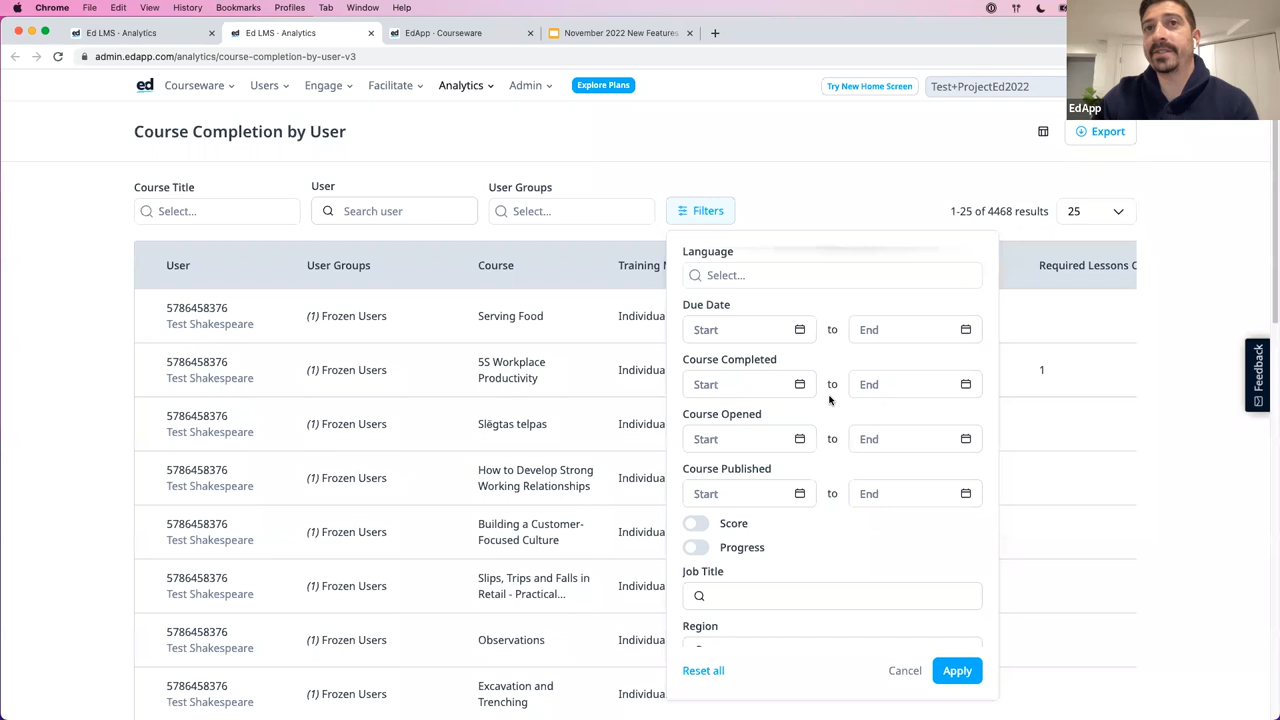 Chrome File Edit View History Bookmarks Profiles Tab Window Help
Ed LMS - Analytics
Ed LMS - Analytics
EdApp - Courseware
November 2022 New Features
admin.edapp.com/analytics/course-completion-by-user-v3
ed Courseware Users Engage Facilitate Analytics Admin Explore Plans Try New Home Screen Test+ProjectEd2022
EdApp
Course Completion by User
Export
Course Title User User Groups
Select... Search user Select... Filters 1-25 of 4468 results 25
User User Groups Course Training Required Lessons C
5786458376
Test Shakespeare
(1) Frozen Users
Serving Food
Individua
5786458376
Test Shakespeare
(1) Frozen Users
5S Workplace
Productivity
Individua
1
5786458376
Test Shakespeare
(1) Frozen Users
Slēgtas telpas
Individua
5786458376
Test Shakespeare
(1) Frozen Users
How to Develop Strong
Working Relationships
Individua
5786458376
Test Shakespeare
(1) Frozen Users
Building a Customer-
Focused Culture
Individua
5786458376
Test Shakespeare
(1) Frozen Users
Slips, Trips and Falls in
Retail - Practical...
Individua
5786458376
Test Shakespeare
(1) Frozen Users
Observations
Individua
5786458376
Test Shakespeare
(1) Frozen Users
Excavation and
Trenching
Individua
Language
Select...
Due Date
Start to End
Course Completed
Start to End
Course Opened
Start to End
Course Published
Start to End
Score
Progress
Job Title
Region
Reset all Cancel Apply
Feedback